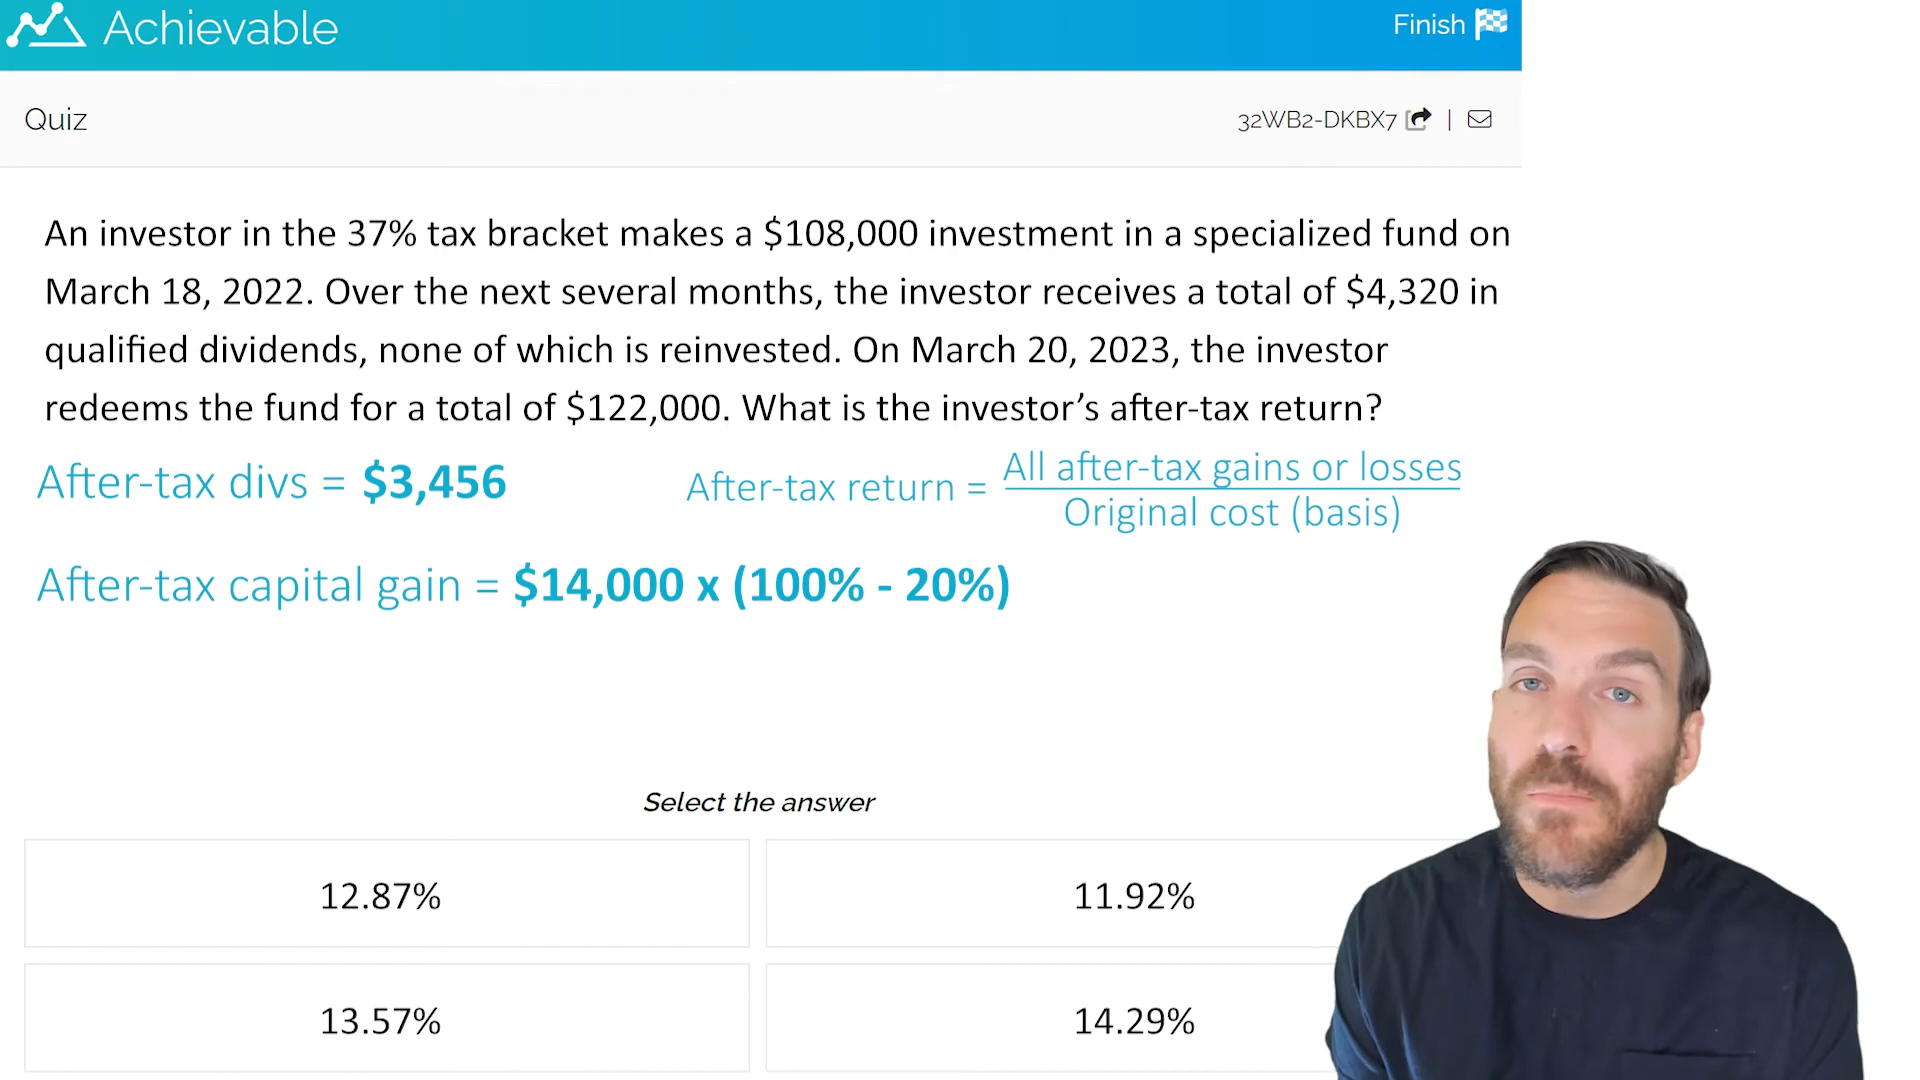 Achievable
Finish
Quiz
32WB2-DKBX7 |
An investor in the 37% tax bracket makes a $108,000 investment in a specialized fund on
March 18, 2022. Over the next several months, the investor receives a total of $4,320 in
qualified dividends, none of which is reinvested. On March 20, 2023, the investor
redeems the fund for a total of $122,000. What is the investor’s after-tax return?
After-tax divs = $3,456
After-tax return = All after-tax gains or losses
Original cost (basis)
After-tax capital gain = $14,000 x (100% - 20%)
Select the answer
12.87%
11.92%
13.57%
14.29%